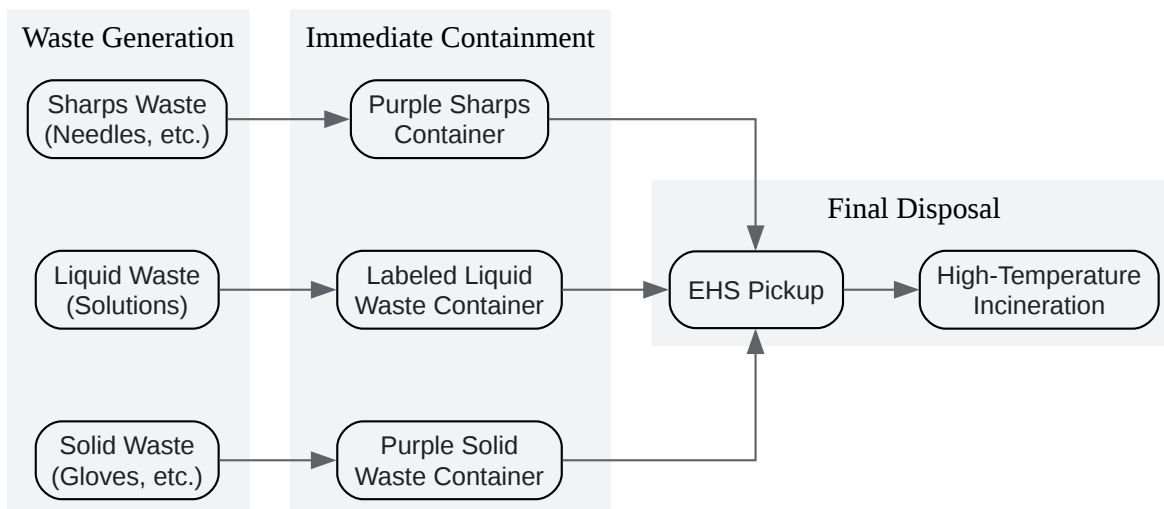 Waste Generation
Immediate Containment
Sharps Waste
(Needles, etc.)
Purple Sharps
Container
Final Disposal
Liquid Waste
(Solutions)
Labeled Liquid
Waste Container
EHS Pickup
High-Temperature
Incineration
Solid Waste
(Gloves, etc.)
Purple Solid
Waste Container